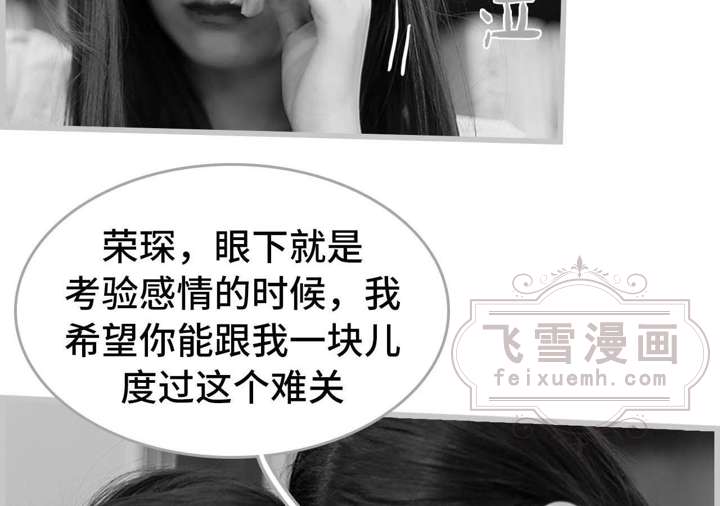 泣
荣琛，眼下就是
考验感情的时候，我
希望你能跟我一块儿
度过这个难关
飞雪漫画
feixuemh.com